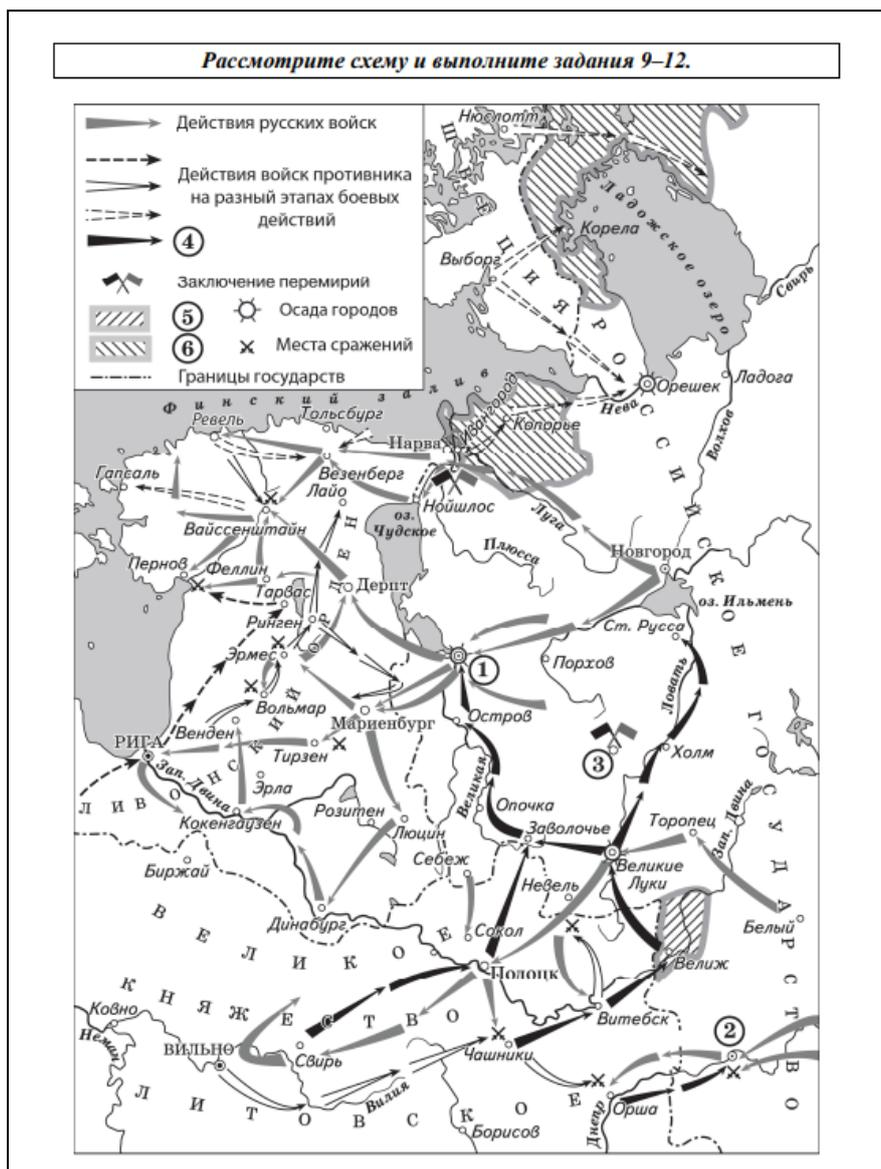 Рассмотрите схему и выполните задания 9–12.
Действия русских войск
Действия войск противника
на разный этапах боевых
действий
4
Заключение перемирий
5
Осада городов
6
Места сражений
Границы государств
Нюслотт
ШВЕЦИЯ
Ладожское озеро
Корела
Выборг
Свирь
РОССИЙСКОЕ ГОСУДАРСТВО
Орешек
Ладога
Нева
Финский залив
Ревель
Тольсбург
Нарва
Ивангород
Копорье
Волхов
Гапсаль
Везенберг
Лайо
Нойшлос
оз.
Чудское
Луга
Вайссенштайн
Плюсса
Новгород
Пернов
Феллин
Дерпт
оз. Ильмень
Тарвас
Ринген
Ст. Русса
Эрмес
1
Порхов
Ловать
Вольмар
Остров
Мариенбург
Венден
РИГА
Тирзен
3
Холм
Зап. Двина
Эрла
Великая
ЛИВОНСКИЙ ОРДЕН
Розитен
Опочка
Заволочье
Торопец
Зап. Двина
Кокенгаузен
Люцин
Себеж
Великие
Луки
Биржай
Невель
Белый
Динабург
Сокол
Полоцк
Велиж
ВЕЛИКОЕ
КНЯЖЕСТВО
Ковно
Неман
Витебск
ВИЛЬНО
Свирь
Чашники
2
Вилия
Орша
Днепр
ЛИТОВСКОЕ
Борисов